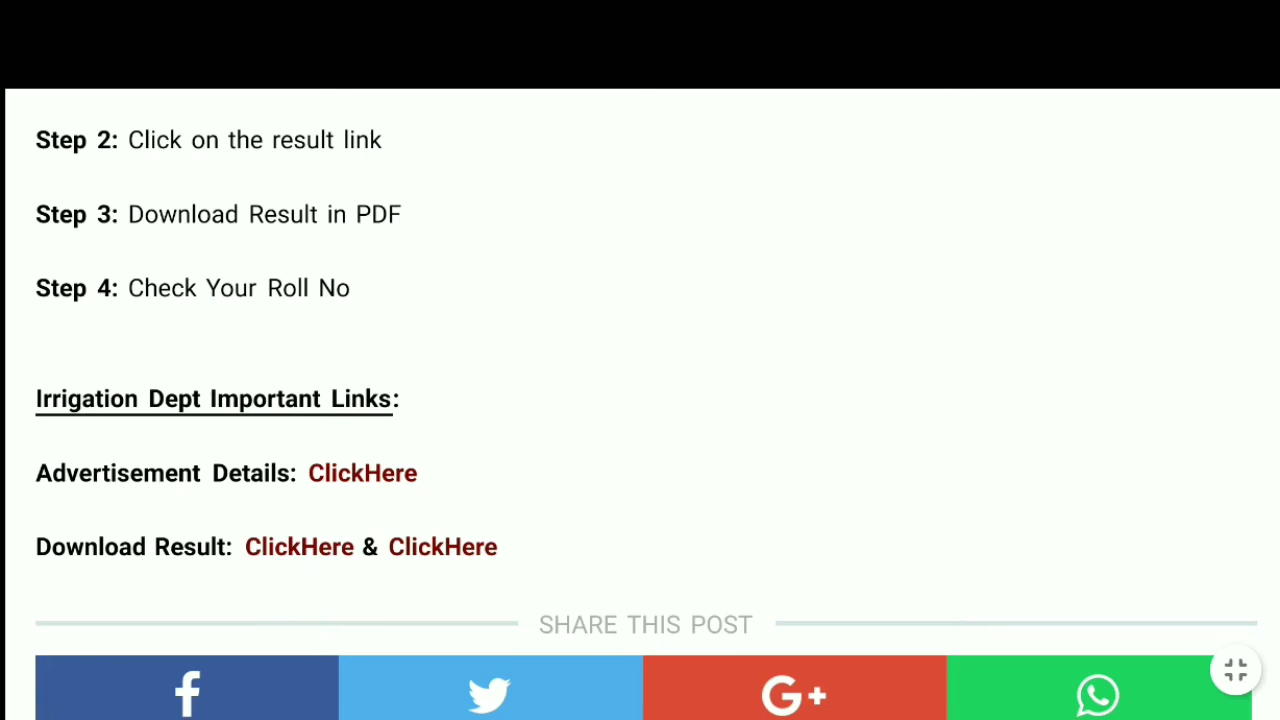 Step 2: Click on the result link
Step 3: Download Result in PDF
Step 4: Check Your Roll No
Irrigation Dept Important Links:
Advertisement Details: ClickHere
Download Result: ClickHere & ClickHere
SHARE THIS POST
G+